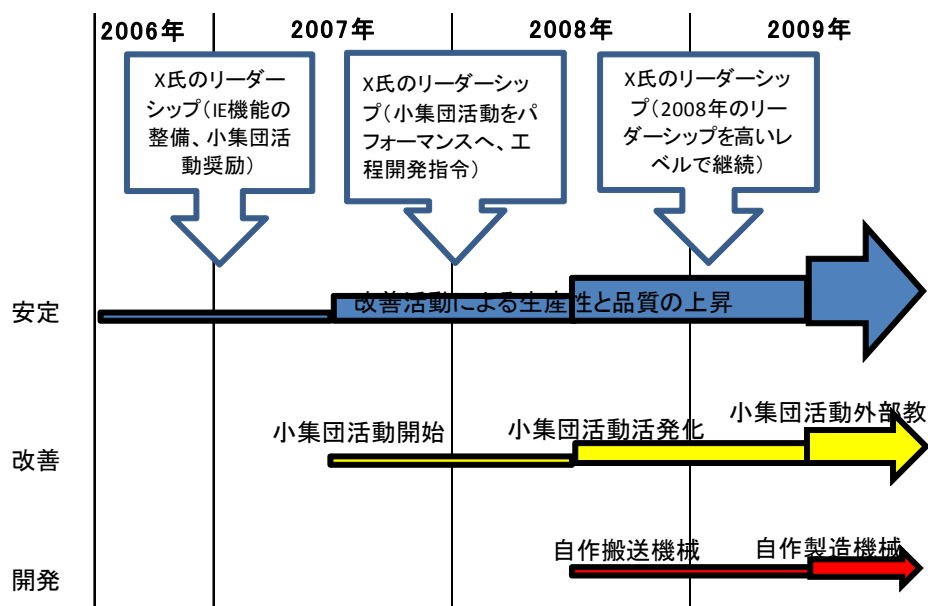 2006年
2007年
2008年
2009年
X氏のリーダー
シップ(IE機能の
整備、小集団活
動奨励)
X氏のリーダーシッ
プ(小集団活動をパ
フォーマンスへ、工
程開発指令)
X氏のリーダーシッ
プ(2008年のリー
ダーシップを高いレ
ベルで継続)
安定
改善活動による生産性と品質の上昇
小集団活動開始
小集団活動活発化
小集団活動外部教
改善
自作搬送機械
自作製造機械
開発